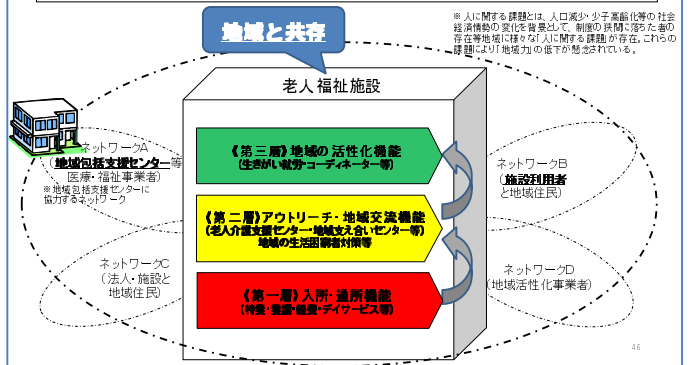 ※ 人に関する課題とは、人口減少・少子高齢化等の社会
経済情勢の変化を背景として、制度の狭間に落ちた者の
存在等地域に様々な「人に関する課題」が存在。これらの
課題により「地域力」の低下が懸念されている。
地域と共存
老人福祉施設
ネットワークA
（地域包括支援センター等
医療・福祉事業者）
※地域包括支援センターに
協力するネットワーク
《第三層》地域の活性化機能
（生きがい就労・コーディネーター等）
ネットワークB
（施設利用者
と地域住民）
《第二層》アウトリーチ・地域交流機能
（老人介護支援センター・地域支え合いセンター等）
地域の生活困窮者対策等
ネットワークC
（法人・施設と
地域住民）
ネットワークD
（地域活性化事業者）
《第一層》入所・通所機能
（特養・養護・軽費・デイサービス等）
46